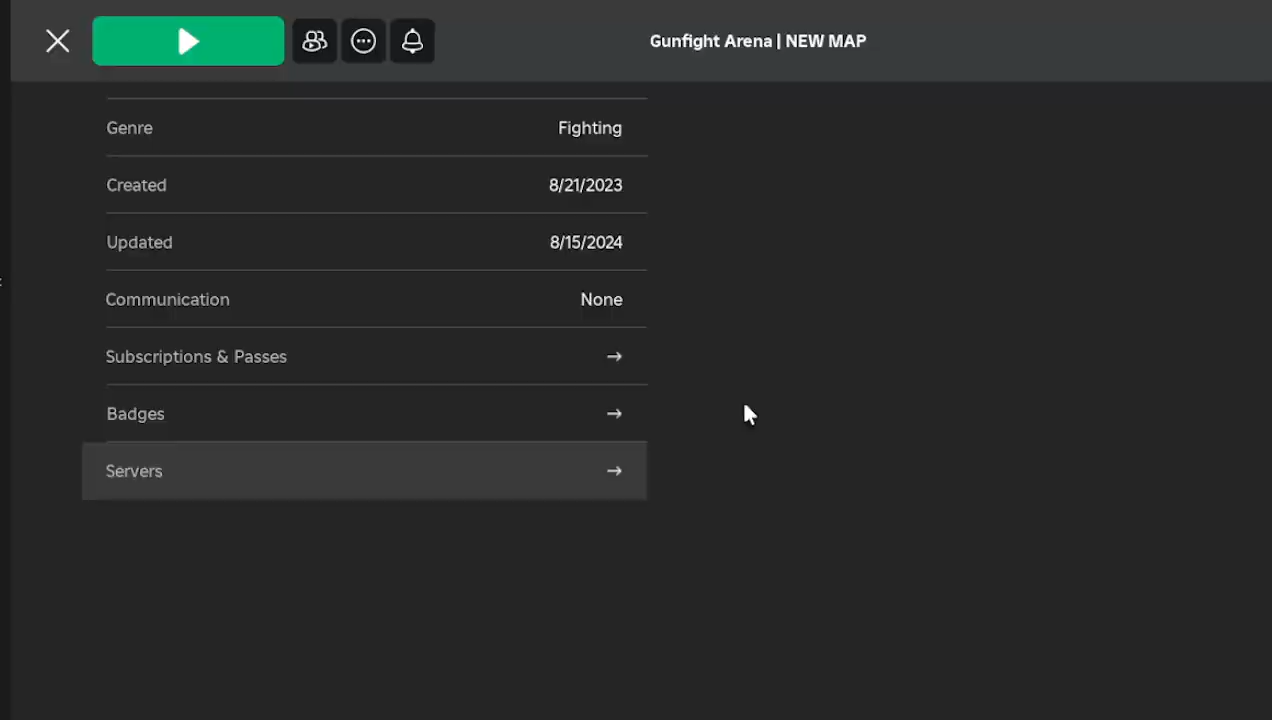 Gunfight Arena | NEW MAP
Genre Fighting
Created 8/21/2023
Updated 8/15/2024
Communication None
Subscriptions & Passes →
Badges →
Servers →